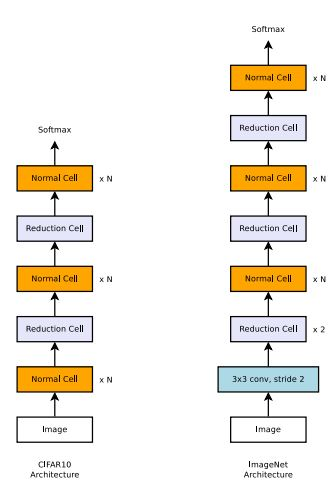 Softmax
Normal Cell
x N
Reduction Cell
Normal Cell
x N
Reduction Cell
Normal Cell
x N
Image
CIFAR10
Architecture
Softmax
Normal Cell
x N
Reduction Cell
Normal Cell
x N
Reduction Cell
Normal Cell
x N
Reduction Cell
x 2
3x3 conv, stride 2
Image
ImageNet
Architecture